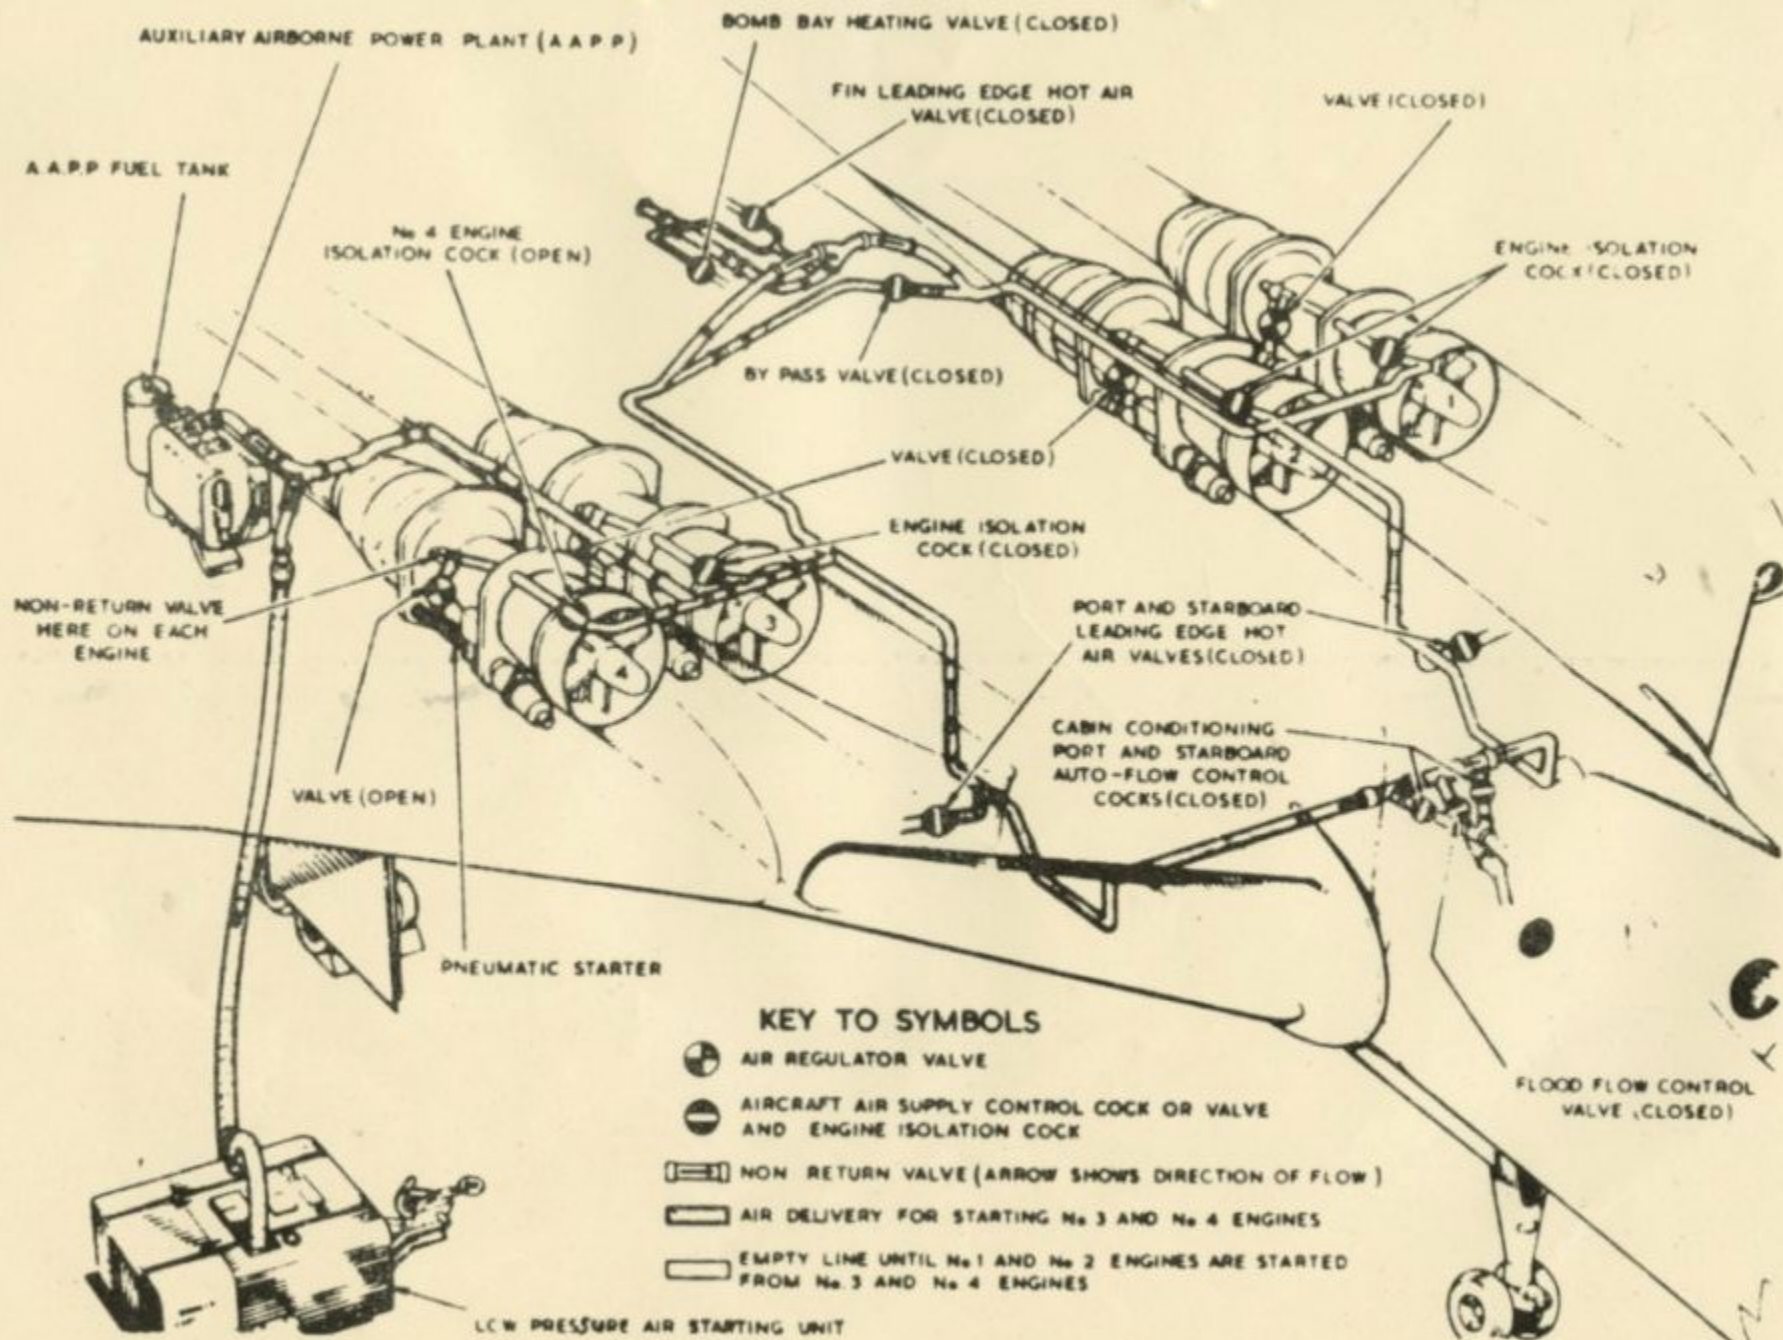 AUXILIARY AIRBORNE POWER PLANT (A A P P)
BOMB BAY HEATING VALVE (CLOSED)
FIN LEADING EDGE HOT AIR
VALVE (CLOSED)
VALVE (CLOSED)
A.A.P.P FUEL TANK
No 4 ENGINE
ISOLATION COCK (OPEN)
ENGINE ISOLATION
COCK (CLOSED)
BY PASS VALVE (CLOSED)
VALVE (CLOSED)
ENGINE ISOLATION
COCK (CLOSED)
1
2
3
4
NON-RETURN VALVE
HERE ON EACH
ENGINE
PORT AND STARBOARD
LEADING EDGE HOT
AIR VALVES (CLOSED)
CABIN CONDITIONING
PORT AND STARBOARD
AUTO-FLOW CONTROL
COCKS (CLOSED)
VALVE (OPEN)
PNEUMATIC STARTER
KEY TO SYMBOLS
AIR REGULATOR VALVE
AIRCRAFT AIR SUPPLY CONTROL COCK OR VALVE
AND ENGINE ISOLATION COCK
NON RETURN VALVE (ARROW SHOWS DIRECTION OF FLOW)
AIR DELIVERY FOR STARTING No 3 AND No 4 ENGINES
EMPTY LINE UNTIL No 1 AND No 2 ENGINES ARE STARTED
FROM No. 3 AND No 4 ENGINES
FLOOD FLOW CONTROL
VALVE (CLOSED)
LOW PRESSURE AIR STARTING UNIT